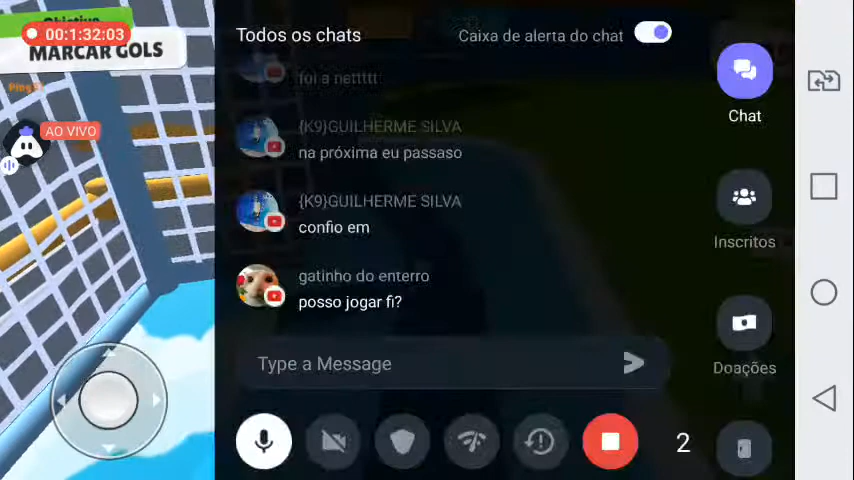 Objetivo
00:1:32:03
MARCAR GOLS
AO VIVO
Todos os chats
Caixa de alerta do chat
foi a nettttt
{K9}GUILHERME SILVA
na próxima eu passaso
{K9}GUILHERME SILVA
confio em
gatinho do enterro
posso jogar fi?
Type a Message
2
Chat
Inscritos
Doações